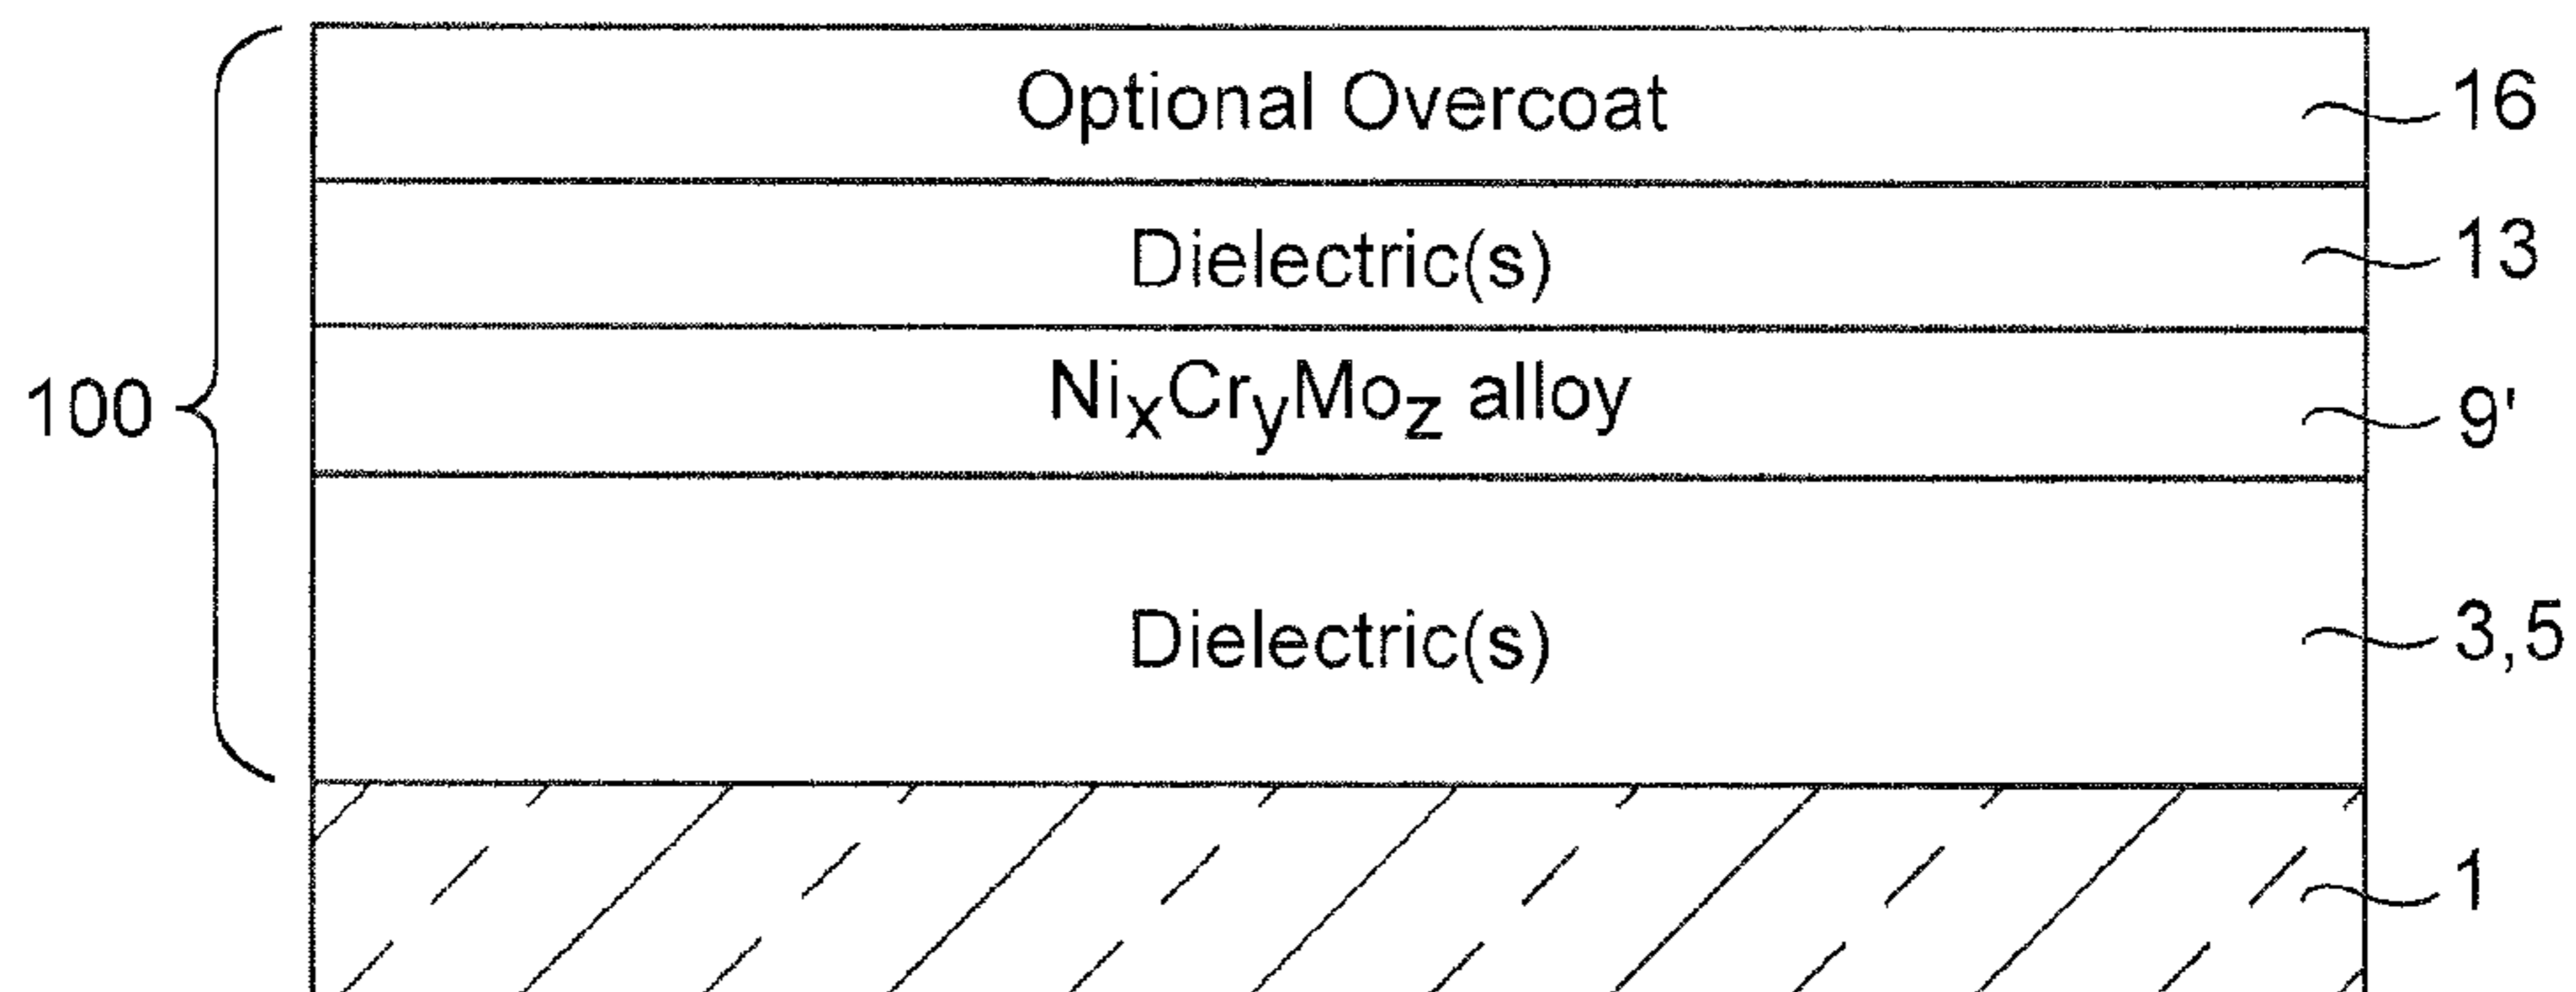 Optional Overcoat 16
Dielectric(s) 13
100 NixCryMoz alloy 9'
Dielectric(s) 3,5
1